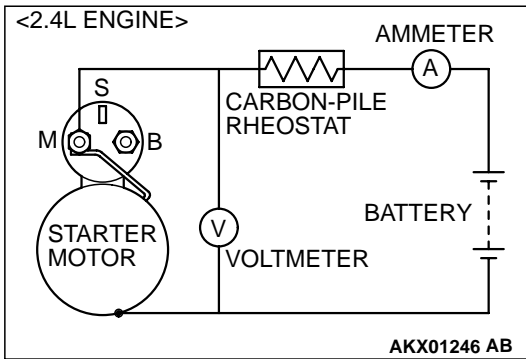 <2.4L ENGINE>
AMMETER
A
S
CARBON-PILE
RHEOSTAT
M
B
BATTERY
STARTER
MOTOR
V
VOLTMETER
AKX01246 AB